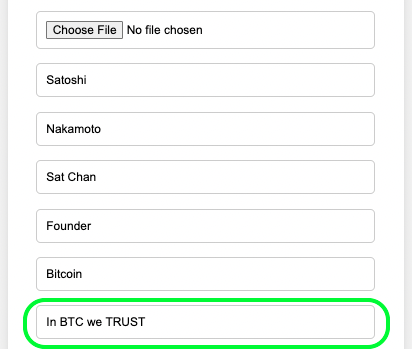 Choose File No file chosen
Satoshi
Nakamoto
Sat Chan
Founder
Bitcoin
In BTC we TRUST